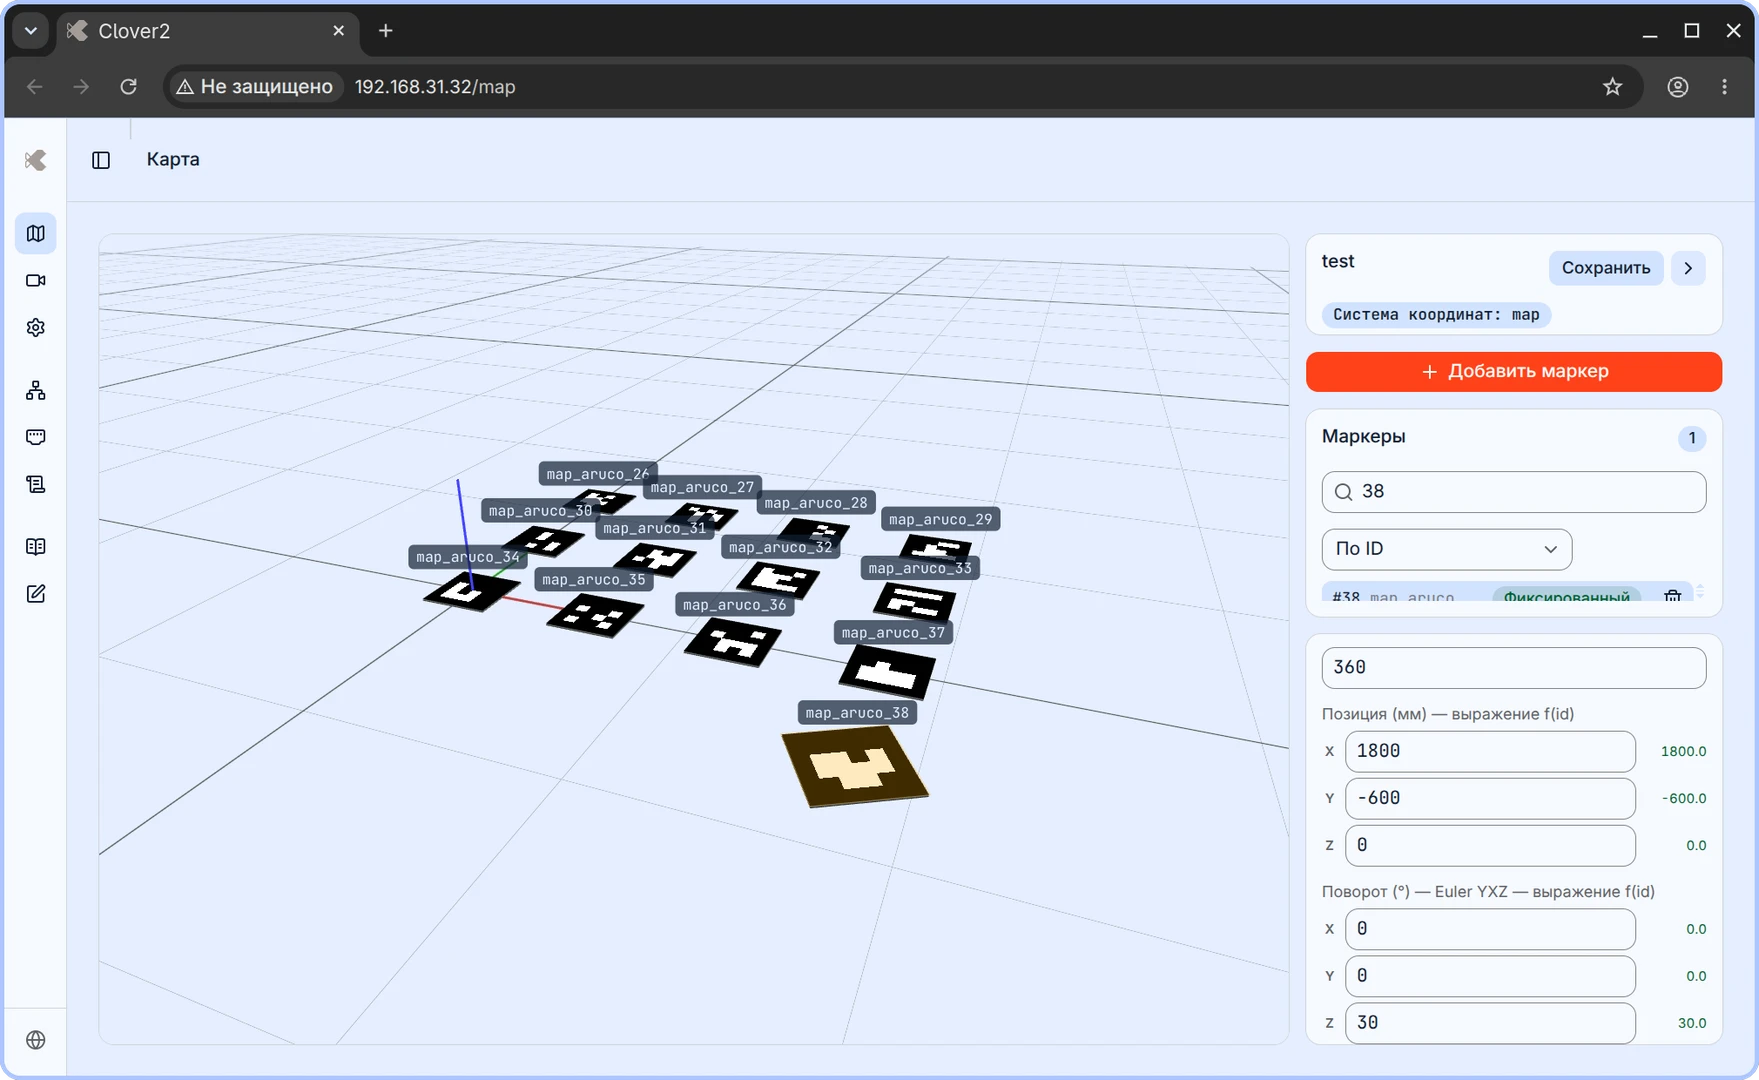 Clover2
Не защищено
192.168.31.32/map
Карта
map_aruco_26
map_aruco_27
map_aruco_28
map_aruco_29
map_aruco_30
map_aruco_31
map_aruco_32
map_aruco_33
map_aruco_34
map_aruco_35
map_aruco_36
map_aruco_37
map_aruco_38
test
Сохранить
Система координат: map
Добавить маркер
Маркеры
1
38
По ID
#38 map_aruco Фиксированный
360
Позиция (мм) — выражение f(id)
X 1800 1800.0
Y -600 -600.0
Z 0 0.0
Поворот (°) — Euler YXZ — выражение f(id)
X 0 0.0
Y 0 0.0
Z 30 30.0